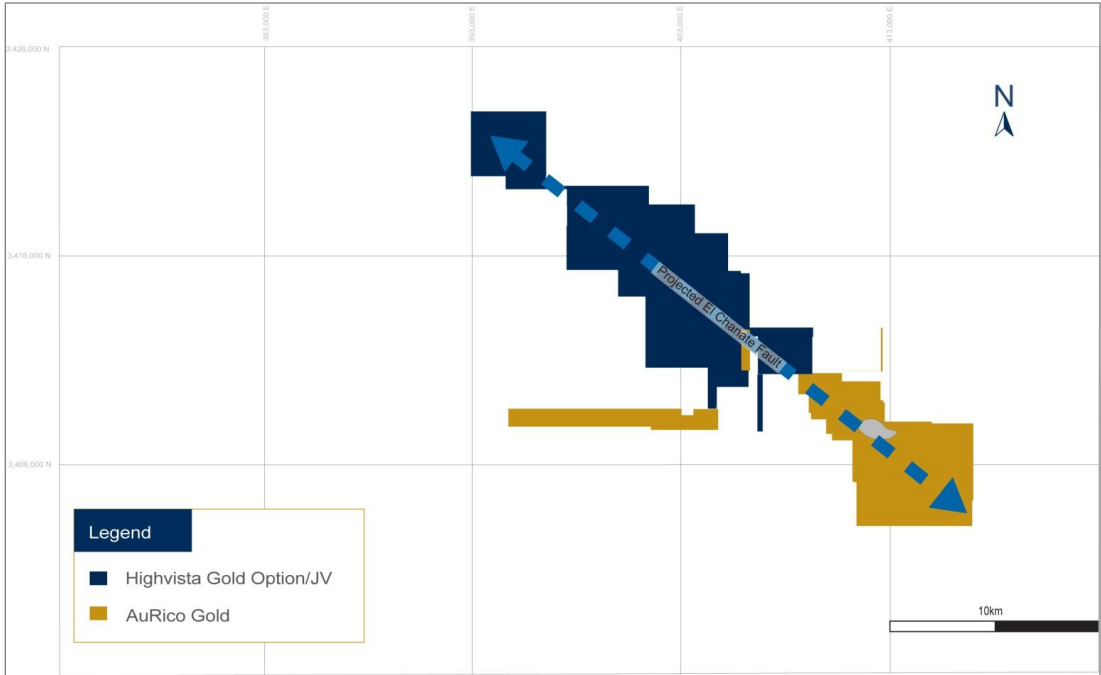 383,000 E
393,000 E
403,000 E
413,000 E
3,426,000 N
N
3,416,000 N
Projected El Chanate Fault
3,406,000 N
Legend
Highvista Gold Option/JV
AuRico Gold
10km